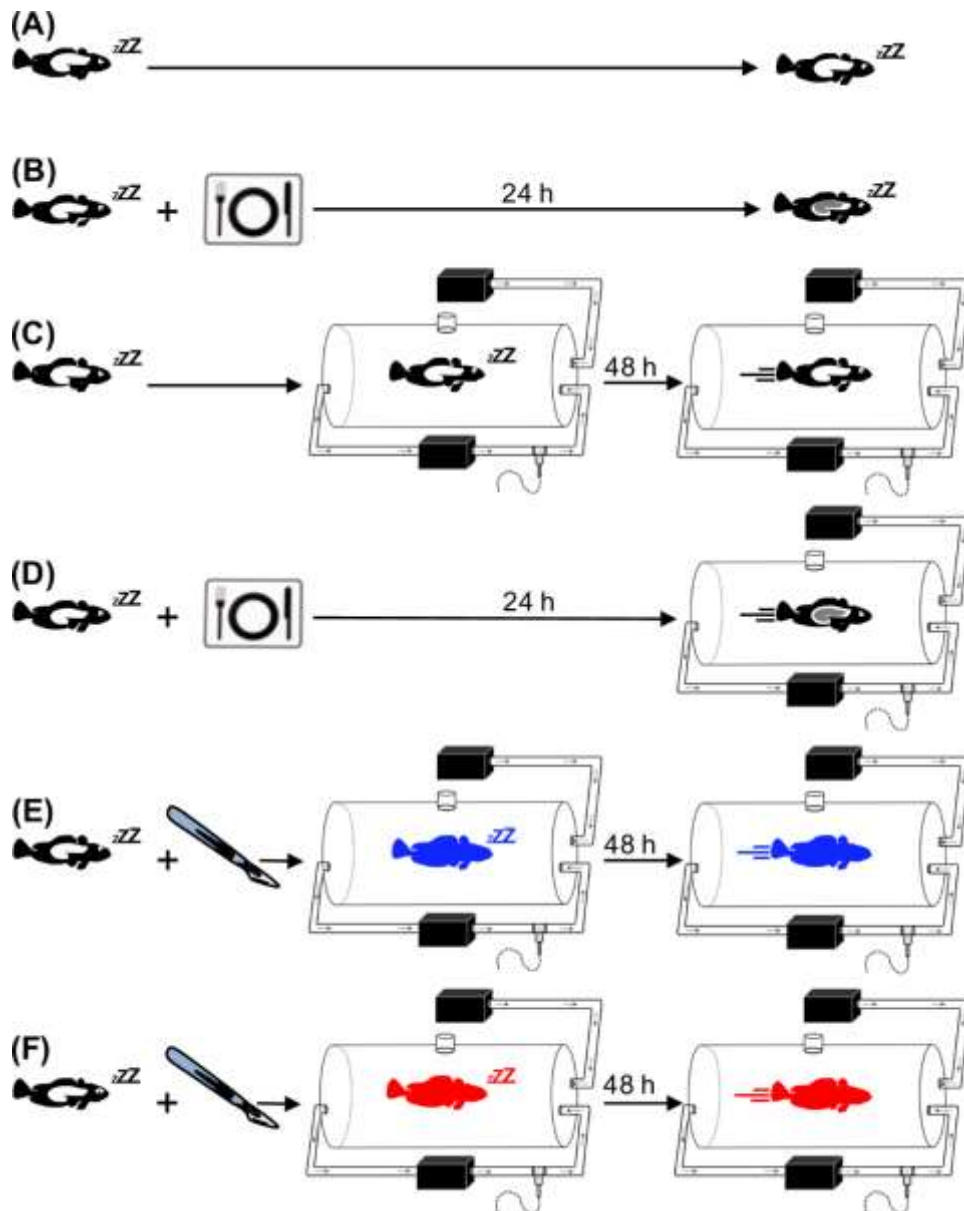 (A)
zZZ zZZ
(B)
zZZ + 24 h zZZ
(C)
zZZ zZZ 48 h
(D)
zZZ + 24 h
(E)
zZZ + zZZ 48 h
(F)
zZZ + zZZ 48 h